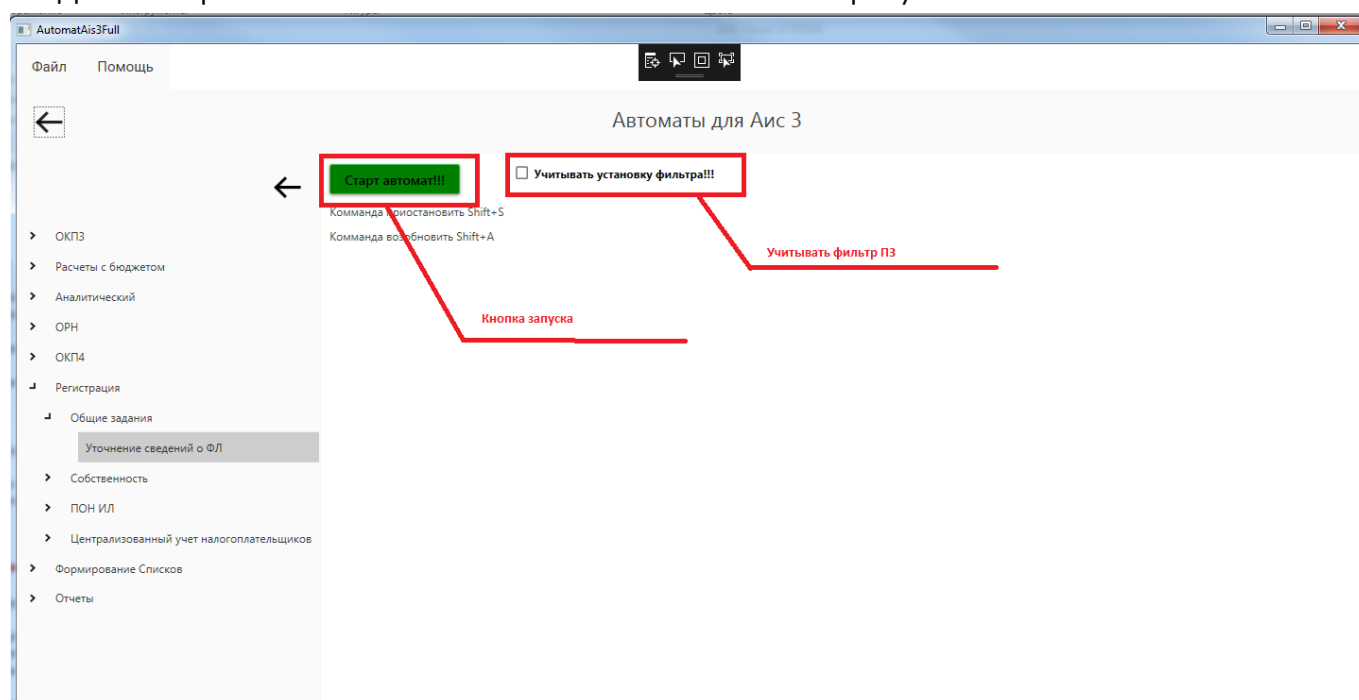 AutomatAis3Full
Файл Помощь
Автоматы для Аис 3
Старт автомат!!!
Учитывать установку фильтра!!!
Комманда приостановить Shift+S
Комманда возобновить Shift+A
Учитывать фильтр ПЗ
Кнопка запуска
ОКП3
Расчеты с бюджетом
Аналитический
ОРН
ОКП4
Регистрация
Общие задания
Уточнение сведений о ФЛ
Собственность
ПОН ИЛ
Централизованный учет налогоплательщиков
Формирование Списков
Отчеты